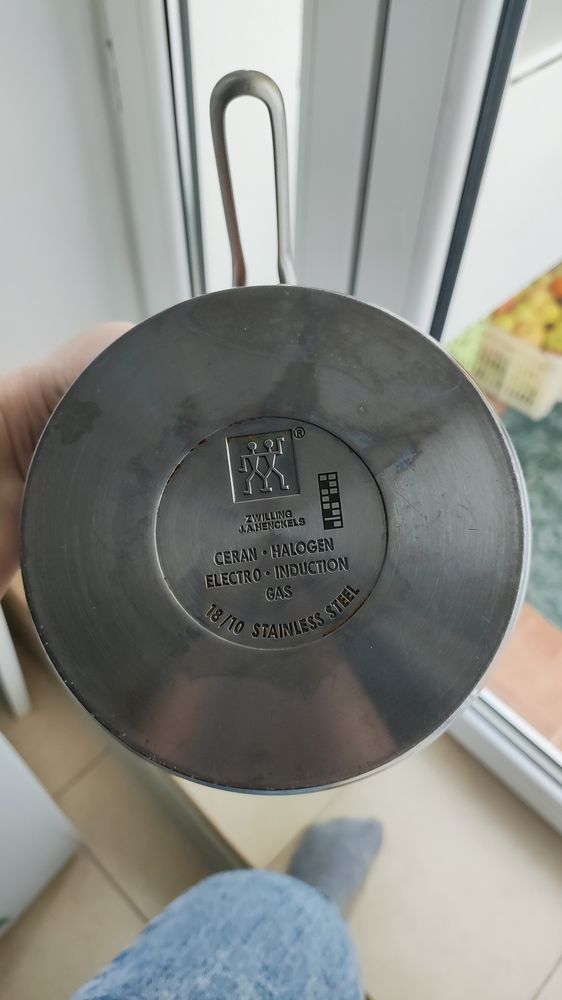 ®
ZWILLING
J.A.HENCKELS
CERAN · HALOGEN
ELECTRO · INDUCTION
GAS
18/10 STAINLESS STEEL